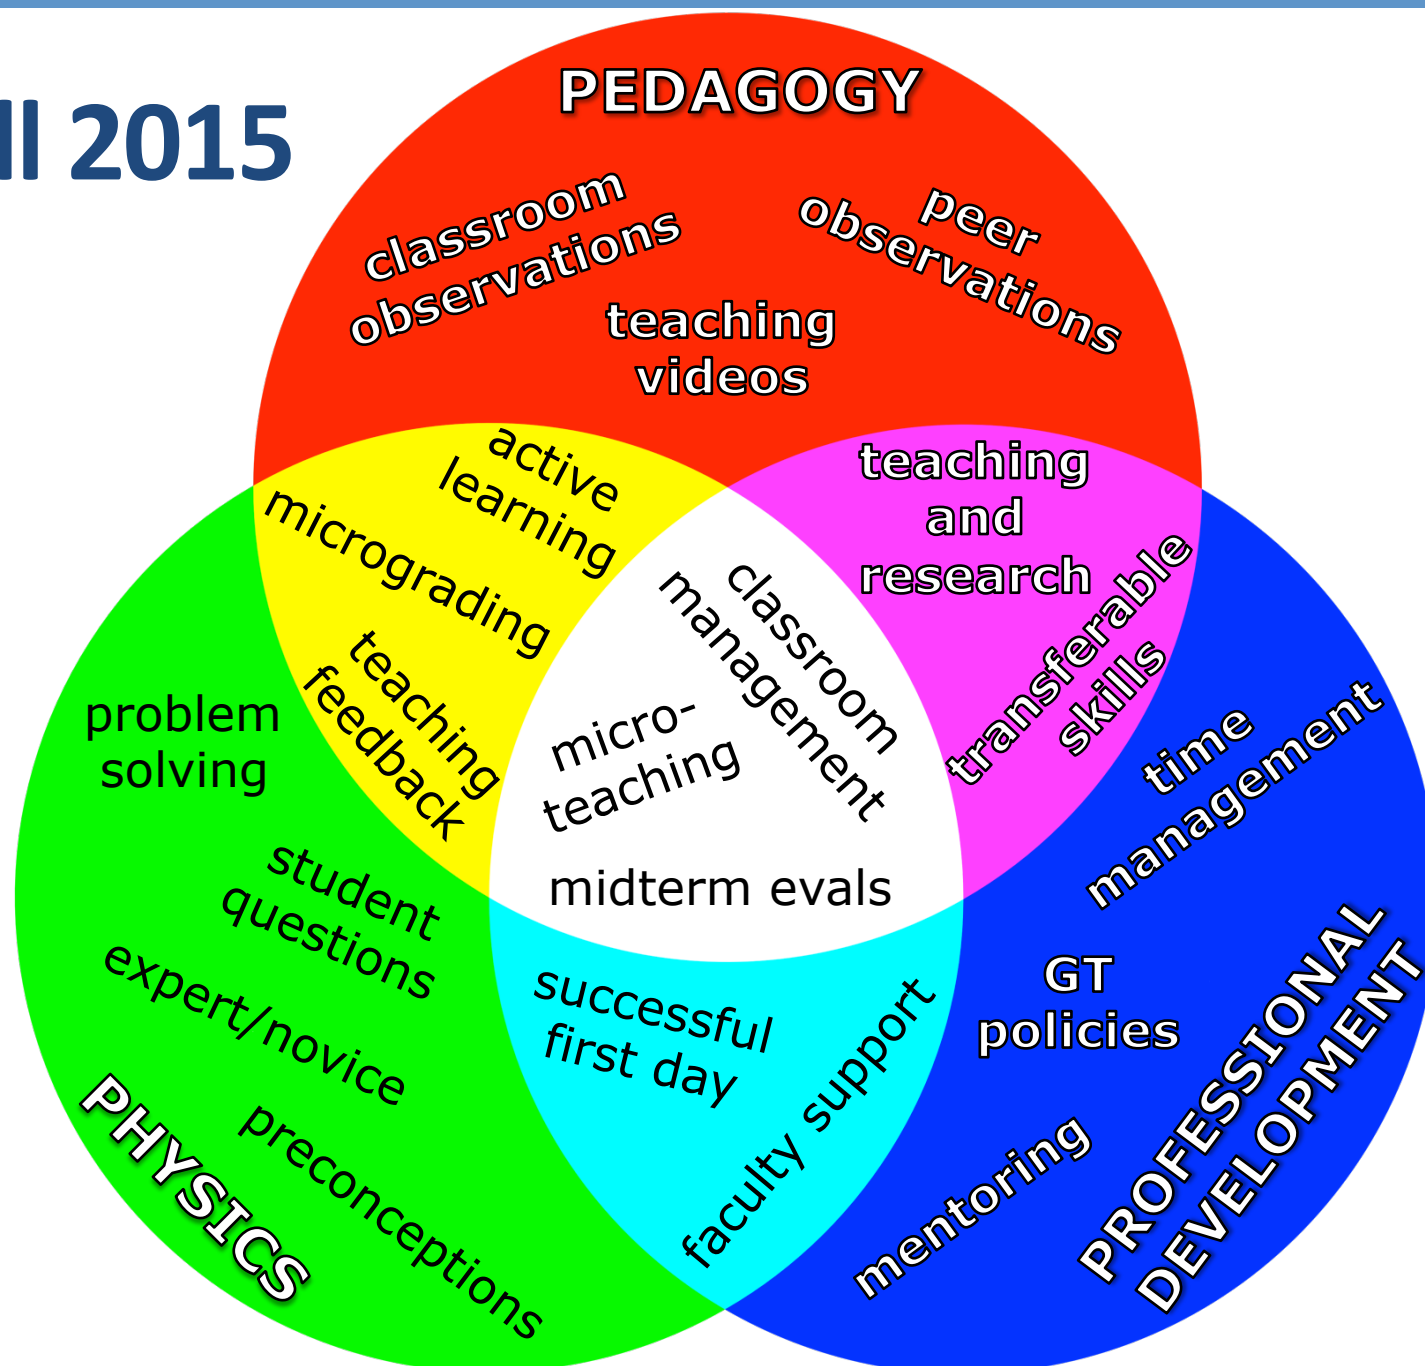 ll 2015
PEDAGOGY
classroom
observations
peer
observations
teaching
videos
active
learning
micrograding
teaching
feedback
teaching
and
research
transferable
skills
classroom
management
micro-
teaching
midterm evals
problem
solving
student
questions
expert/novice
preconceptions
PHYSICS
successful
first day
faculty support
time
management
GT
policies
mentoring
PROFESSIONAL
DEVELOPMENT